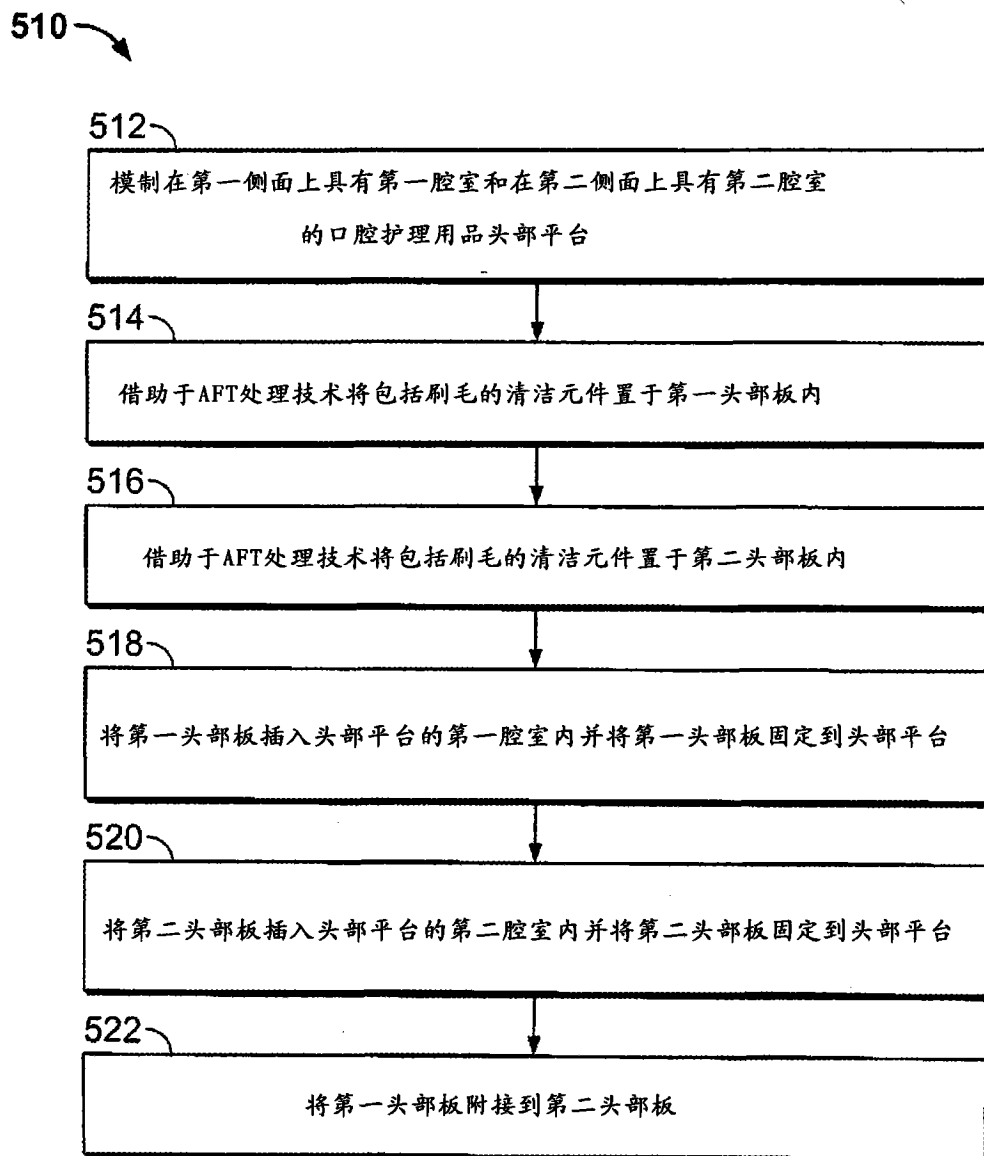 510
512
模制在第一侧面上具有第一腔室和在第二侧面上具有第二腔室
的口腔护理用品头部平台
514
借助于AFT处理技术将包括刷毛的清洁元件置于第一头部板内
516
借助于AFT处理技术将包括刷毛的清洁元件置于第二头部板内
518
将第一头部板插入头部平台的第一腔室内并将第一头部板固定到头部平台
520
将第二头部板插入头部平台的第二腔室内并将第二头部板固定到头部平台
522
将第一头部板附接到第二头部板